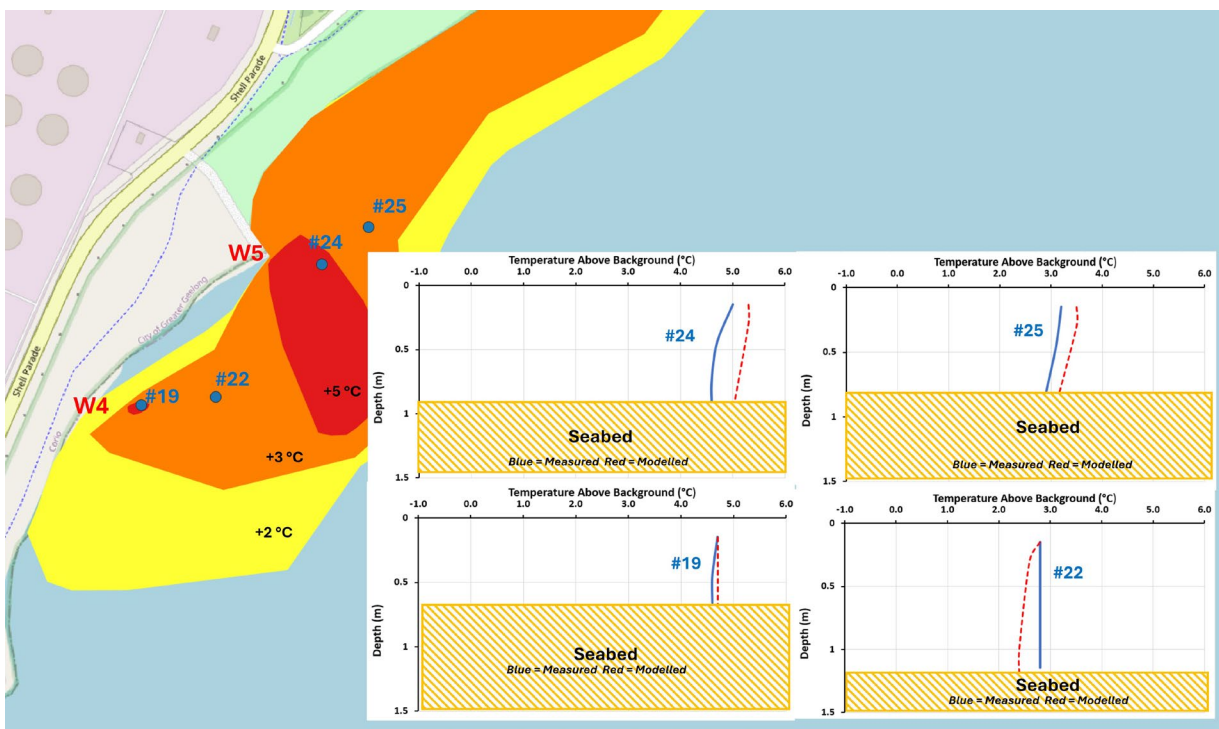 Shell Parade
#25
#24
W5
City of Greater Geelong
Shell Parade
#22
#19
W4
Corio
+5 ºC
+3 ºC
+2 ºC
Temperature Above Background (°C)
-1.0 0.0 1.0 2.0 3.0 4.0 5.0 6.0
0
0.5
1
1.5
Depth (m)
#24
Seabed
Blue = Measured Red = Modelled
Temperature Above Background (°C)
-1.0 0.0 1.0 2.0 3.0 4.0 5.0 6.0
0
0.5
1
1.5
Depth (m)
#25
Seabed
Blue = Measured Red = Modelled
Temperature Above Background (°C)
-1.0 0.0 1.0 2.0 3.0 4.0 5.0 6.0
0
0.5
1
1.5
Depth (m)
#19
Seabed
Blue = Measured Red = Modelled
Temperature Above Background (°C)
-1.0 0.0 1.0 2.0 3.0 4.0 5.0 6.0
0
0.5
1
1.5
Depth (m)
#22
Seabed
Blue = Measured Red = Modelled